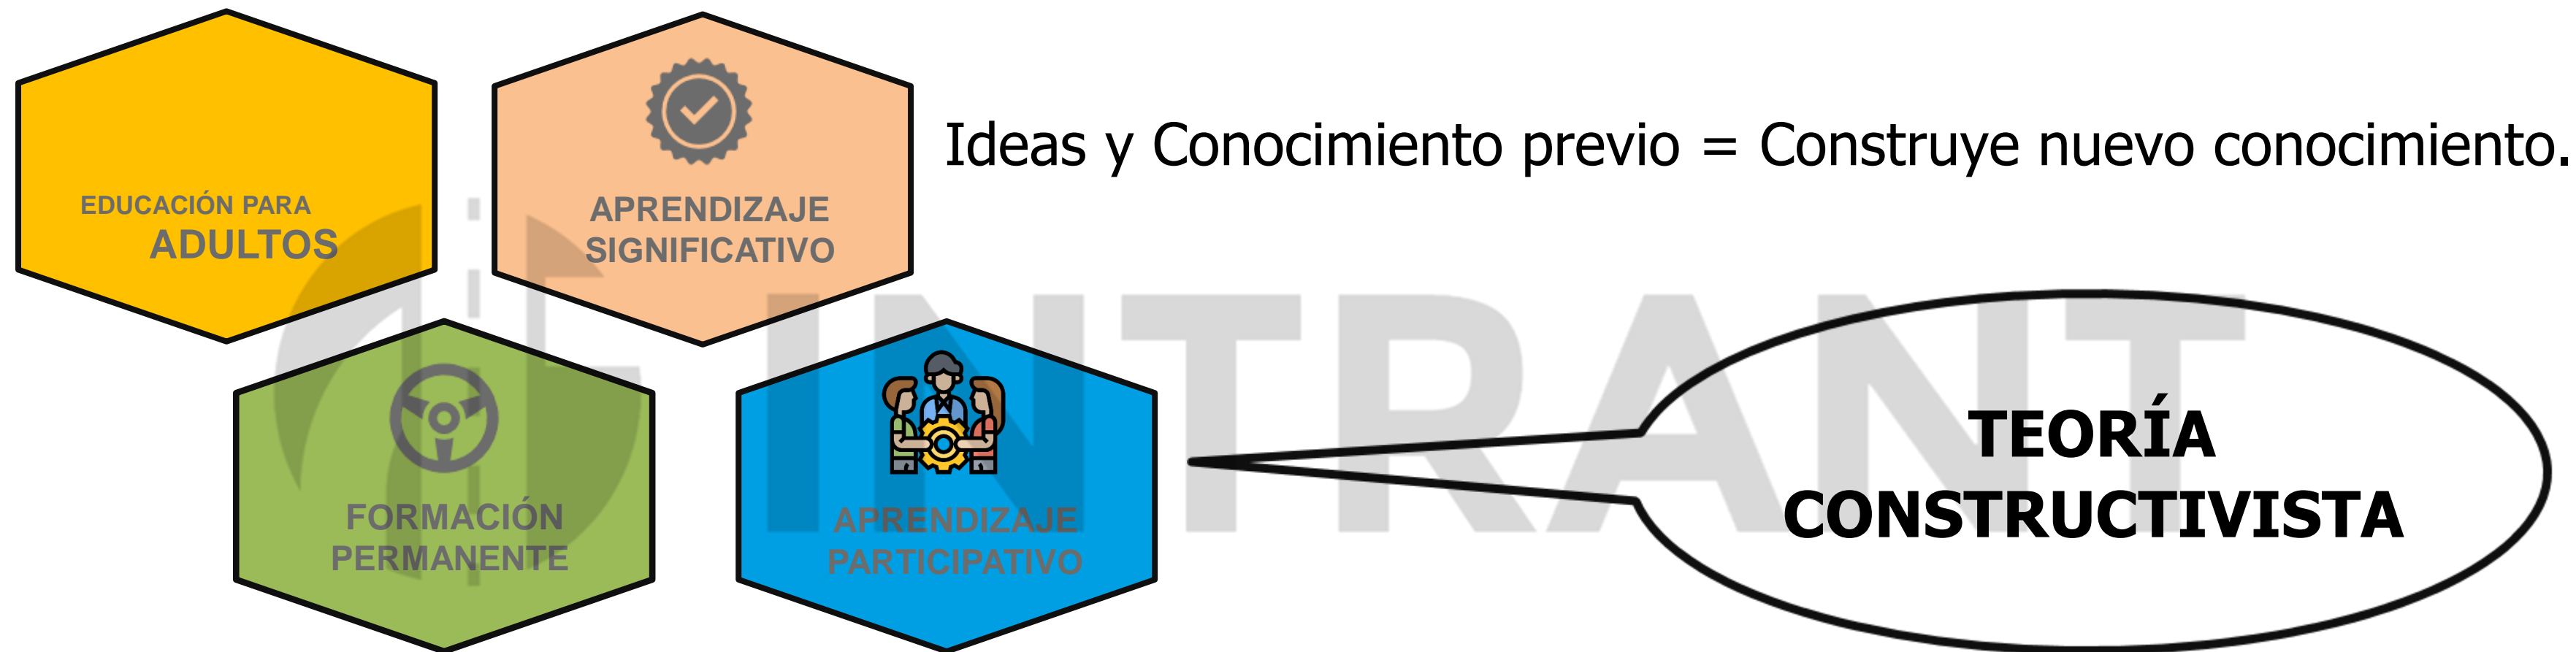 EDUCACIÓN PARA
ADULTOS
APRENDIZAJE
SIGNIFICATIVO
Ideas y Conocimiento previo = Construye nuevo conocimiento.
FORMACIÓN
PERMANENTE
APRENDIZAJE
PARTICIPATIVO
TEORÍA
CONSTRUCTIVISTA
INTRANT